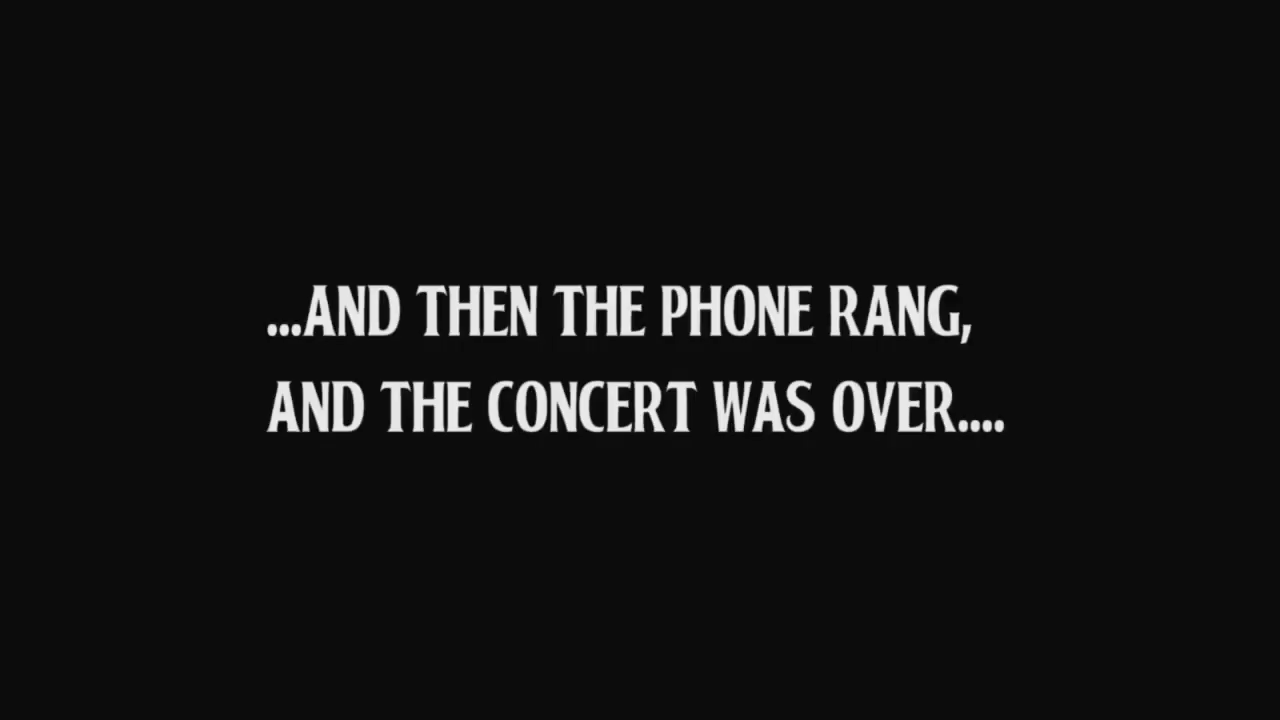 ...AND THEN THE PHONE RANG,
AND THE CONCERT WAS OVER....